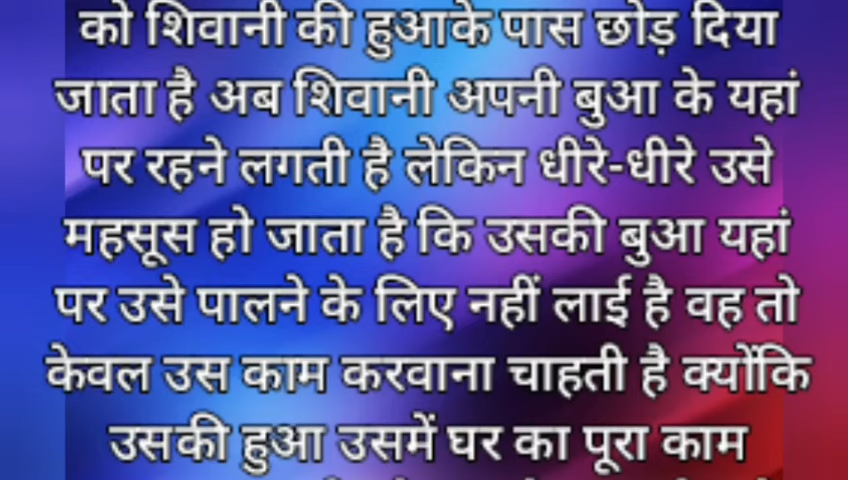 को शिवानी की हुआके पास छोड़ दिया
जाता है अब शिवानी अपनी बुआ के यहां
पर रहने लगती है लेकिन धीरे-धीरे उसे
महसूस हो जाता है कि उसकी बुआ यहां
पर उसे पालने के लिए नहीं लाई है वह तो
केवल उस काम करवाना चाहती है क्योंकि
उसकी हुआ उसमें घर का पूरा काम